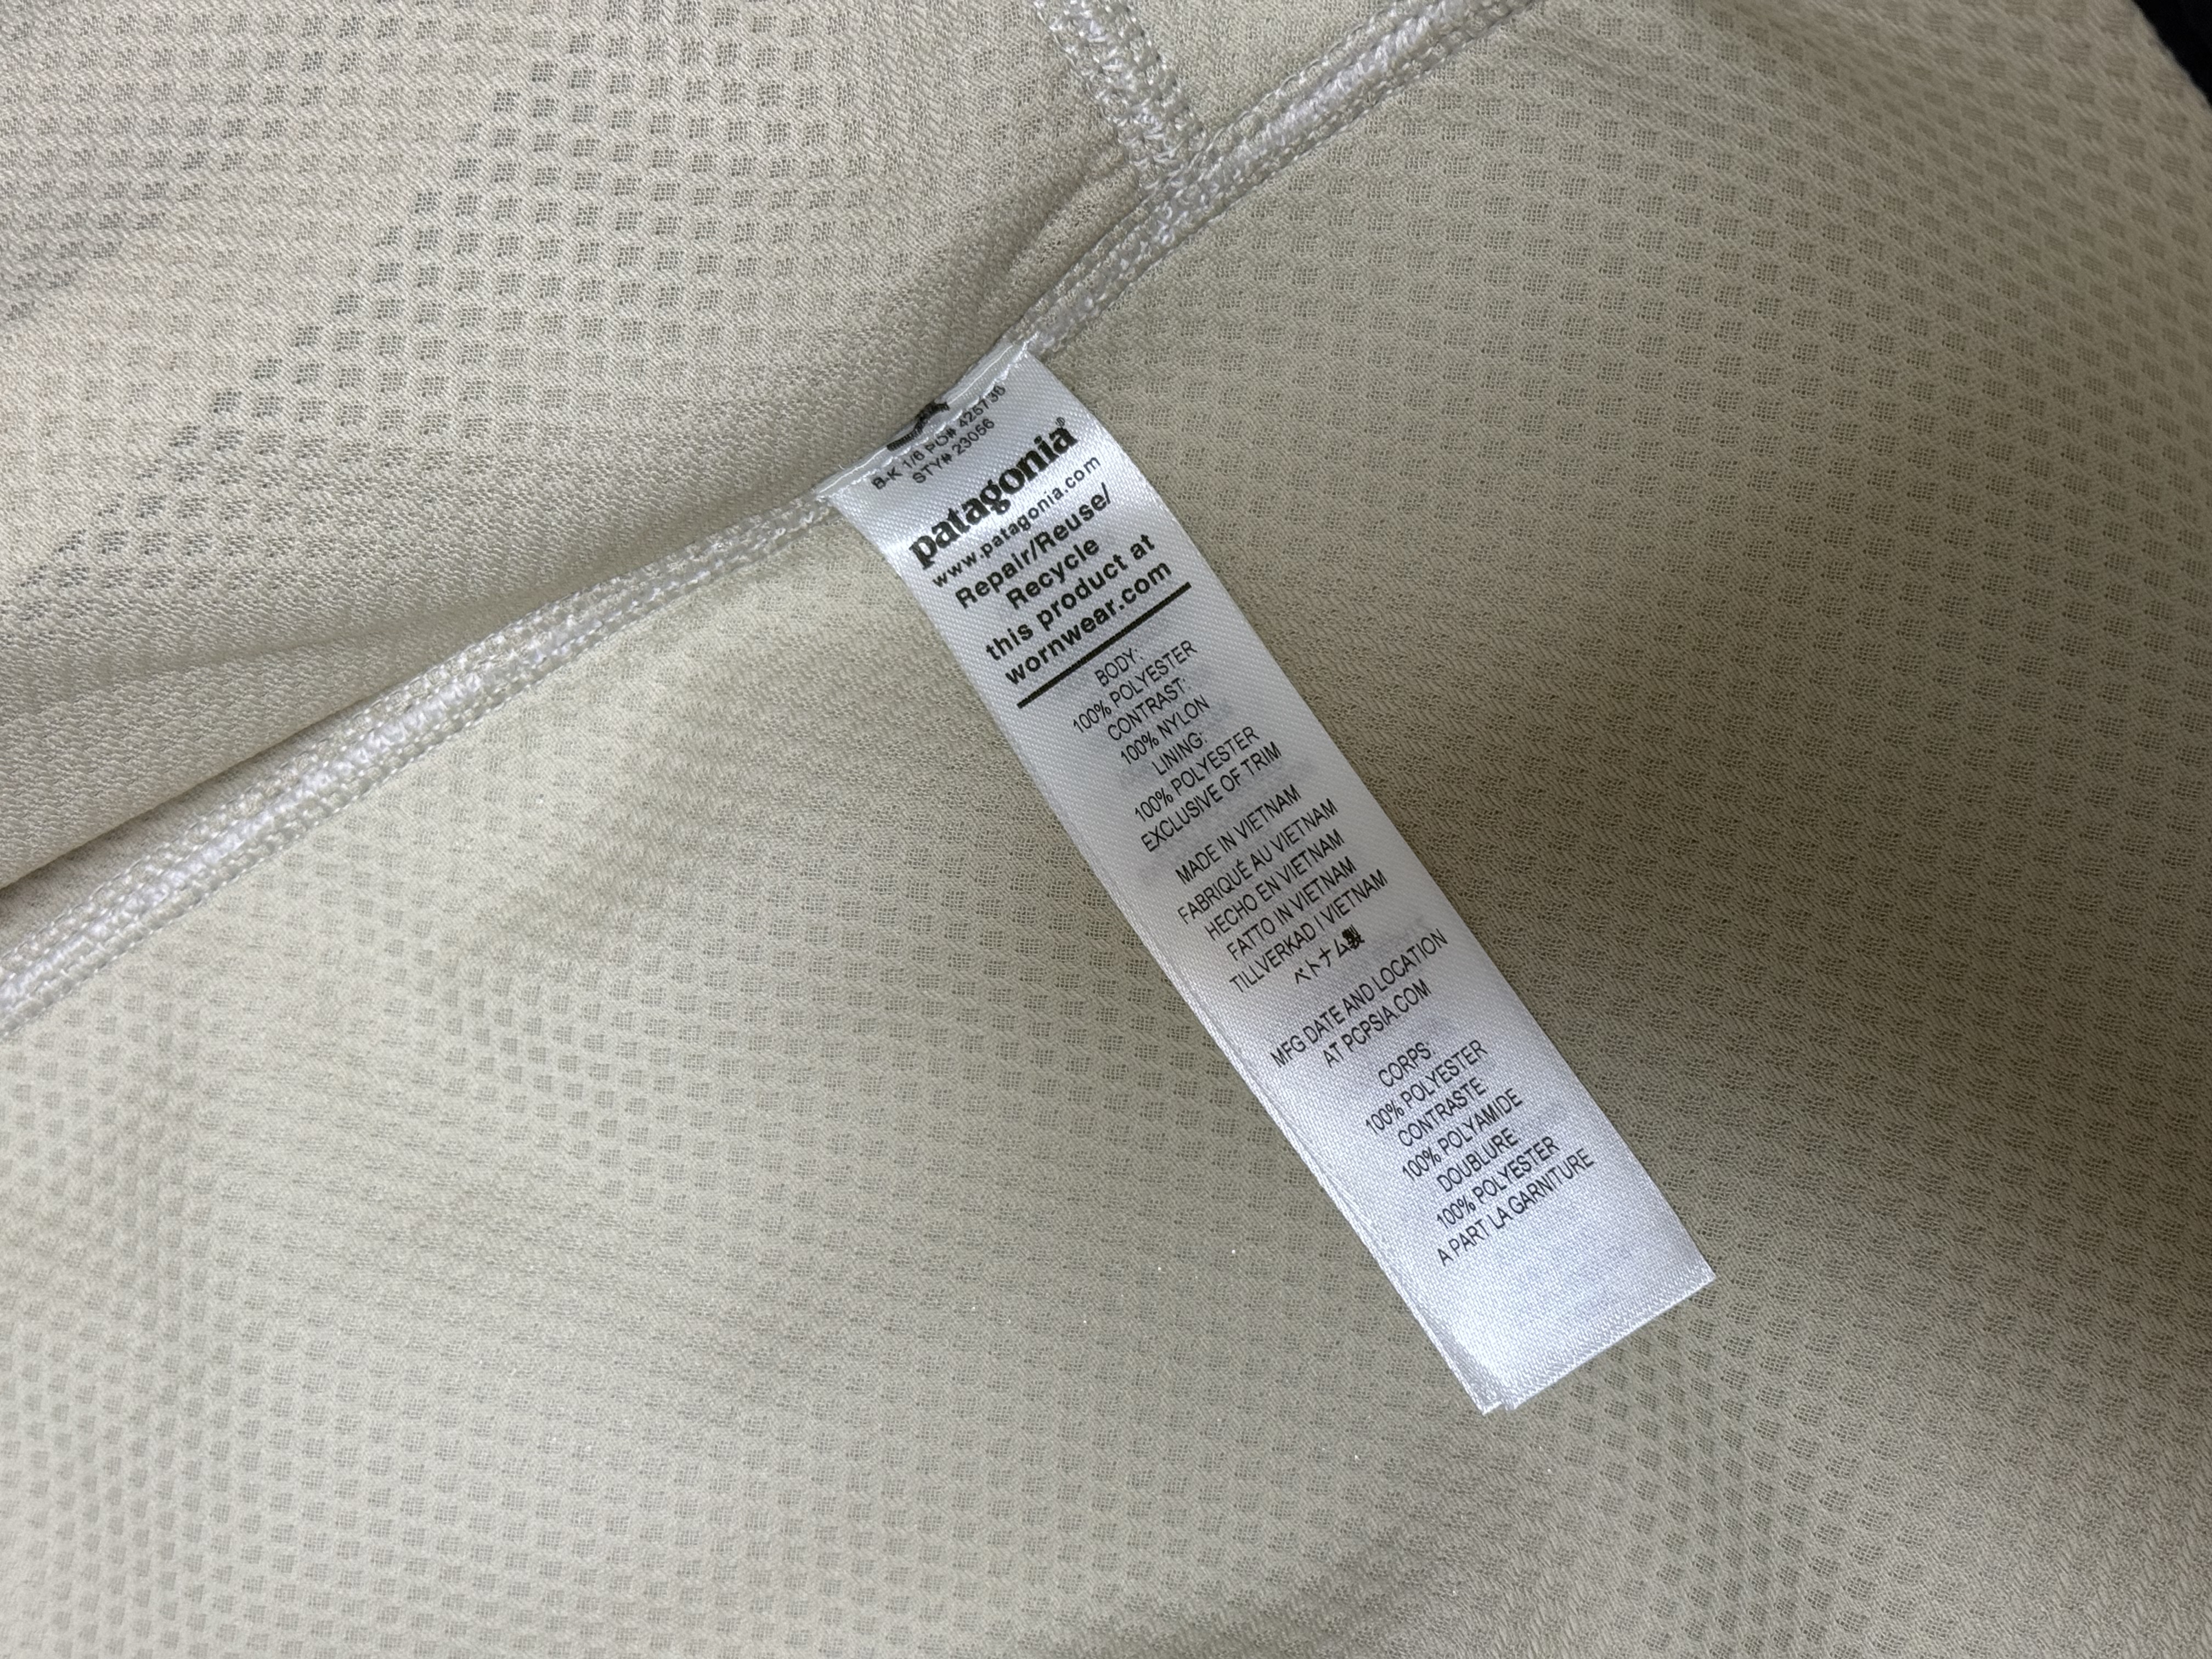 B-K 1/6 PO# 425736
STY# 23056
patagonia®
www.patagonia.com
Repair/Reuse/
Recycle
this product at
wornwear.com
BODY:
100% POLYESTER
CONTRAST:
100% NYLON
LINING:
100% POLYESTER
EXCLUSIVE OF TRIM
MADE IN VIETNAM
FABRIQUÉ AU VIETNAM
HECHO EN VIETNAM
FATTO IN VIETNAM
TILLVERKAD I VIETNAM
ベトナム製
MFG DATE AND LOCATION
AT PCPSIA.COM
CORPS:
100% POLYESTER
CONTRASTE
100% POLYAMIDE
DOUBLURE
100% POLYESTER
A PART LA GARNITURE